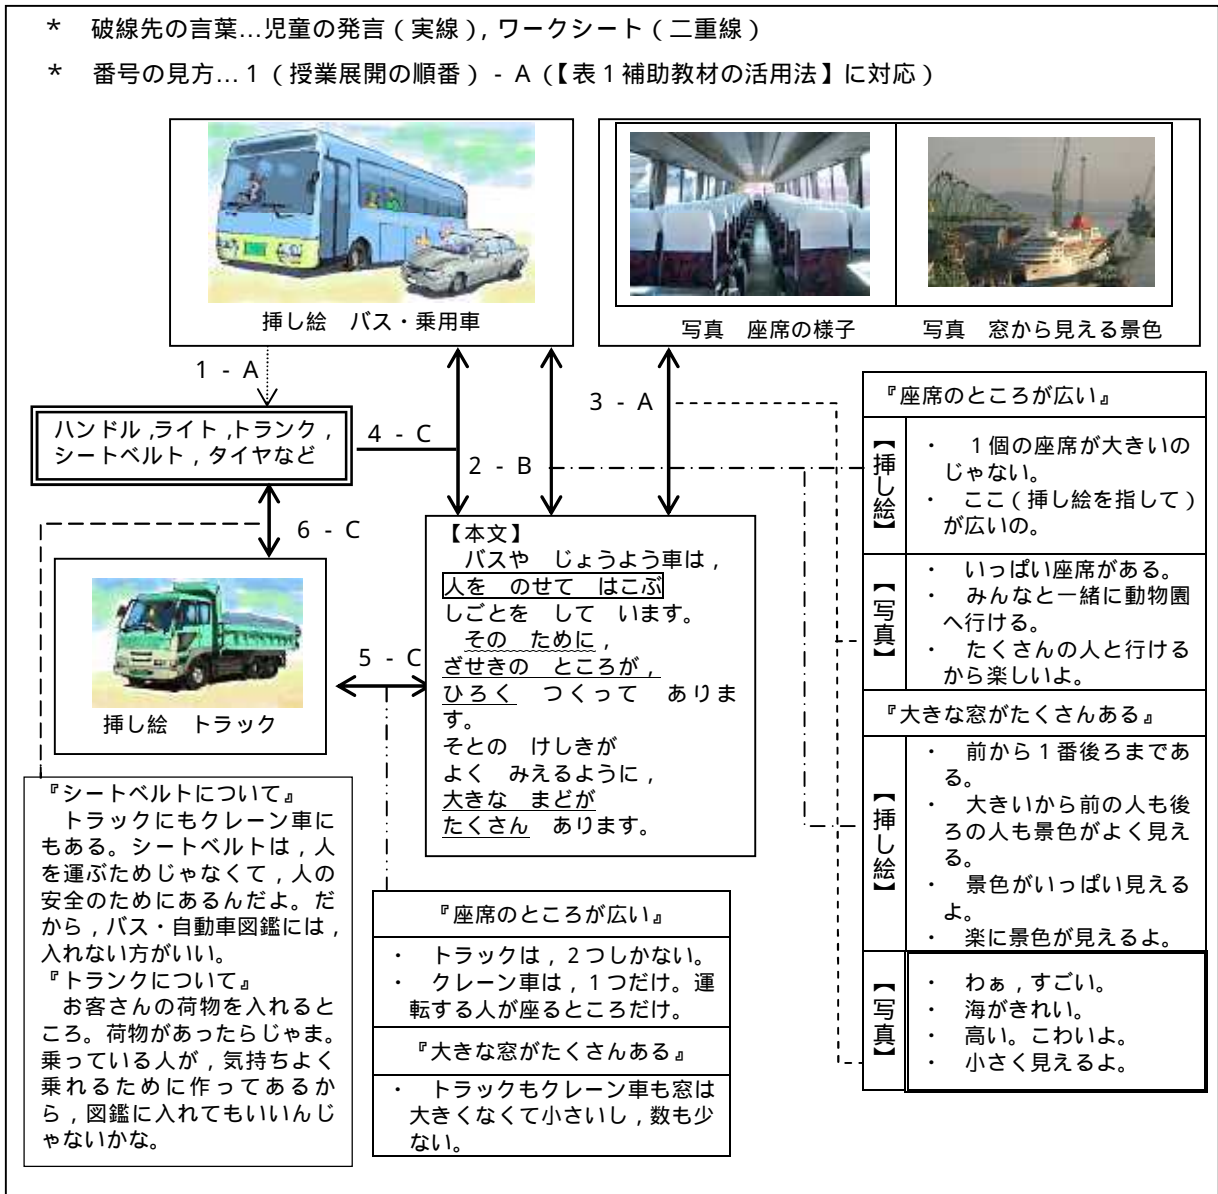 * 破線先の言葉…児童の発言(実線),ワークシート(二重線)
* 番号の見方…1(授業展開の順番)- A(【表1補助教材の活用法】に対応)
挿し絵 バス・乗用車
写真 座席の様子
写真 窓から見える景色
1 - A
3 - A
ハンドル,ライト,トランク,
シートベルト,タイヤなど
4 - C
2 - B
6 - C
5 - C
挿し絵 トラック
【本文】
バスや じょうよう車は,
人を のせて はこぶ
しごとを して います。
その ために,
ざせきの ところが,
ひろく つくって ありま
す。
そとの けしきが
よく みえるように,
大きな まどが
たくさん あります。
『座席のところが広い』
【挿し絵】
・ 1個の座席が大きいの
じゃない。
・ ここ(挿し絵を指して)
が広いの。
【写真】
・ いっぱい座席がある。
・ みんなと一緒に動物園
へ行ける。
・ たくさんの人と行ける
から楽しいよ。
『大きな窓がたくさんある』
【挿し絵】
・ 前から1番後ろまであ
る。
・ 大きいから前の人も後
ろの人も景色がよく見え
る。
・ 景色がいっぱい見える
よ。
・ 楽に景色が見えるよ。
【写真】
・ わぁ,すごい。
・ 海がきれい。
・ 高い。こわいよ。
・ 小さく見えるよ。
『シートベルトについて』
トラックにもクレーン車に
もある。シートベルトは,人
を運ぶためじゃなくて,人の
安全のためにあるんだよ。だ
から,バス・自動車図鑑には,
入れない方がいい。
『トランクについて』
お客さんの荷物を入れると
ころ。荷物があったらじゃま。
乗っている人が,気持ちよく
乗れるために作ってあるか
ら,図鑑に入れてもいいんじ
ゃないかな。
『座席のところが広い』
・ トラックは,2つしかない。
・ クレーン車は,1つだけ。運
転する人が座るところだけ。
『大きな窓がたくさんある』
・ トラックもクレーン車も窓は
大きくなくて小さいし,数も少
ない。